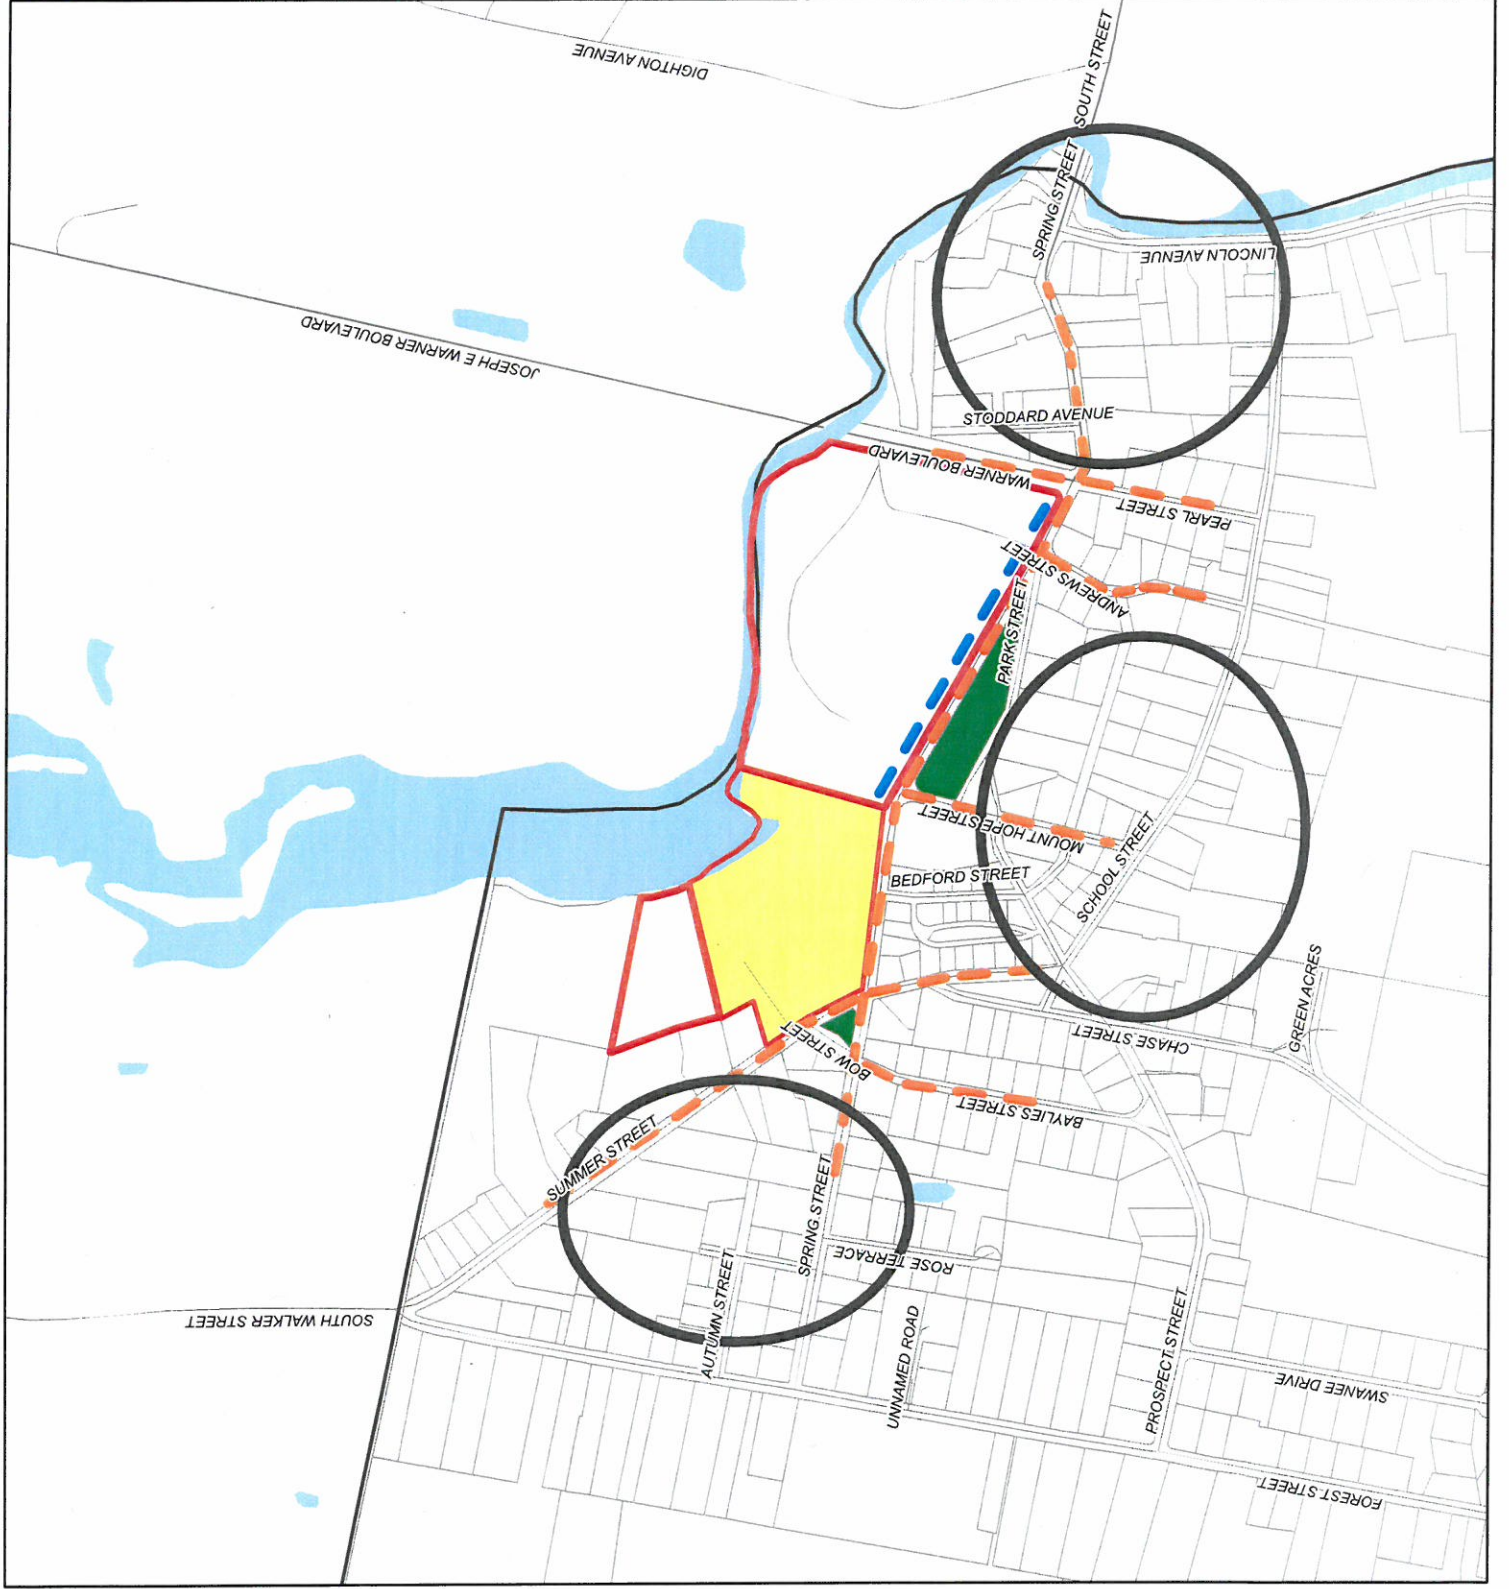 DIGHTON AVENUE
SOUTH STREET
SPRING STREET
LINCOLN AVENUE
JOSEPH E WARNER BOULEVARD
STODDARD AVENUE
WARNER BOULEVARD
PEARL STREET
ANDREWS STREET
PARK STREET
MOUNT HOPE STREET
BEDFORD STREET
SCHOOL STREET
GREEN ACRES
CHASE STREET
BOW STREET
BAYLIES STREET
SUMMER STREET
SPRING STREET
ROSE TERRACE
AUTUMN STREET
SOUTH WALKER STREET
UNNAMED ROAD
PROSPECT STREET
SWANEE DRIVE
FOREST STREET